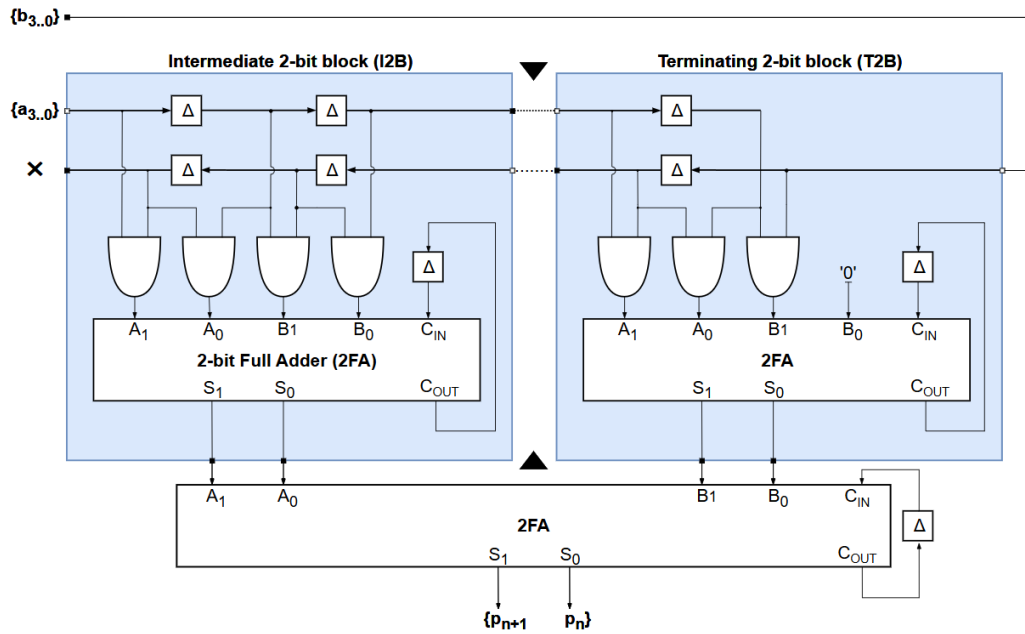 {b3..0}
Intermediate 2-bit block (I2B)
Terminating 2-bit block (T2B)
{a3..0}
Δ Δ Δ
× Δ Δ Δ
Δ '0' Δ
A1 A0 B1 B0 CIN
A1 A0 B1 B0 CIN
2-bit Full Adder (2FA)
2FA
S1 S0 COUT
S1 S0 COUT
A1 A0 B1 B0 CIN
2FA
Δ
S1 S0 COUT
{pn+1 pn}